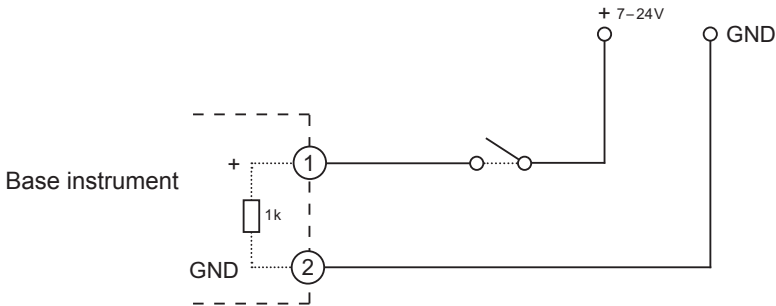 + 7–24V
GND
+
1
Base instrument
1k
GND
2